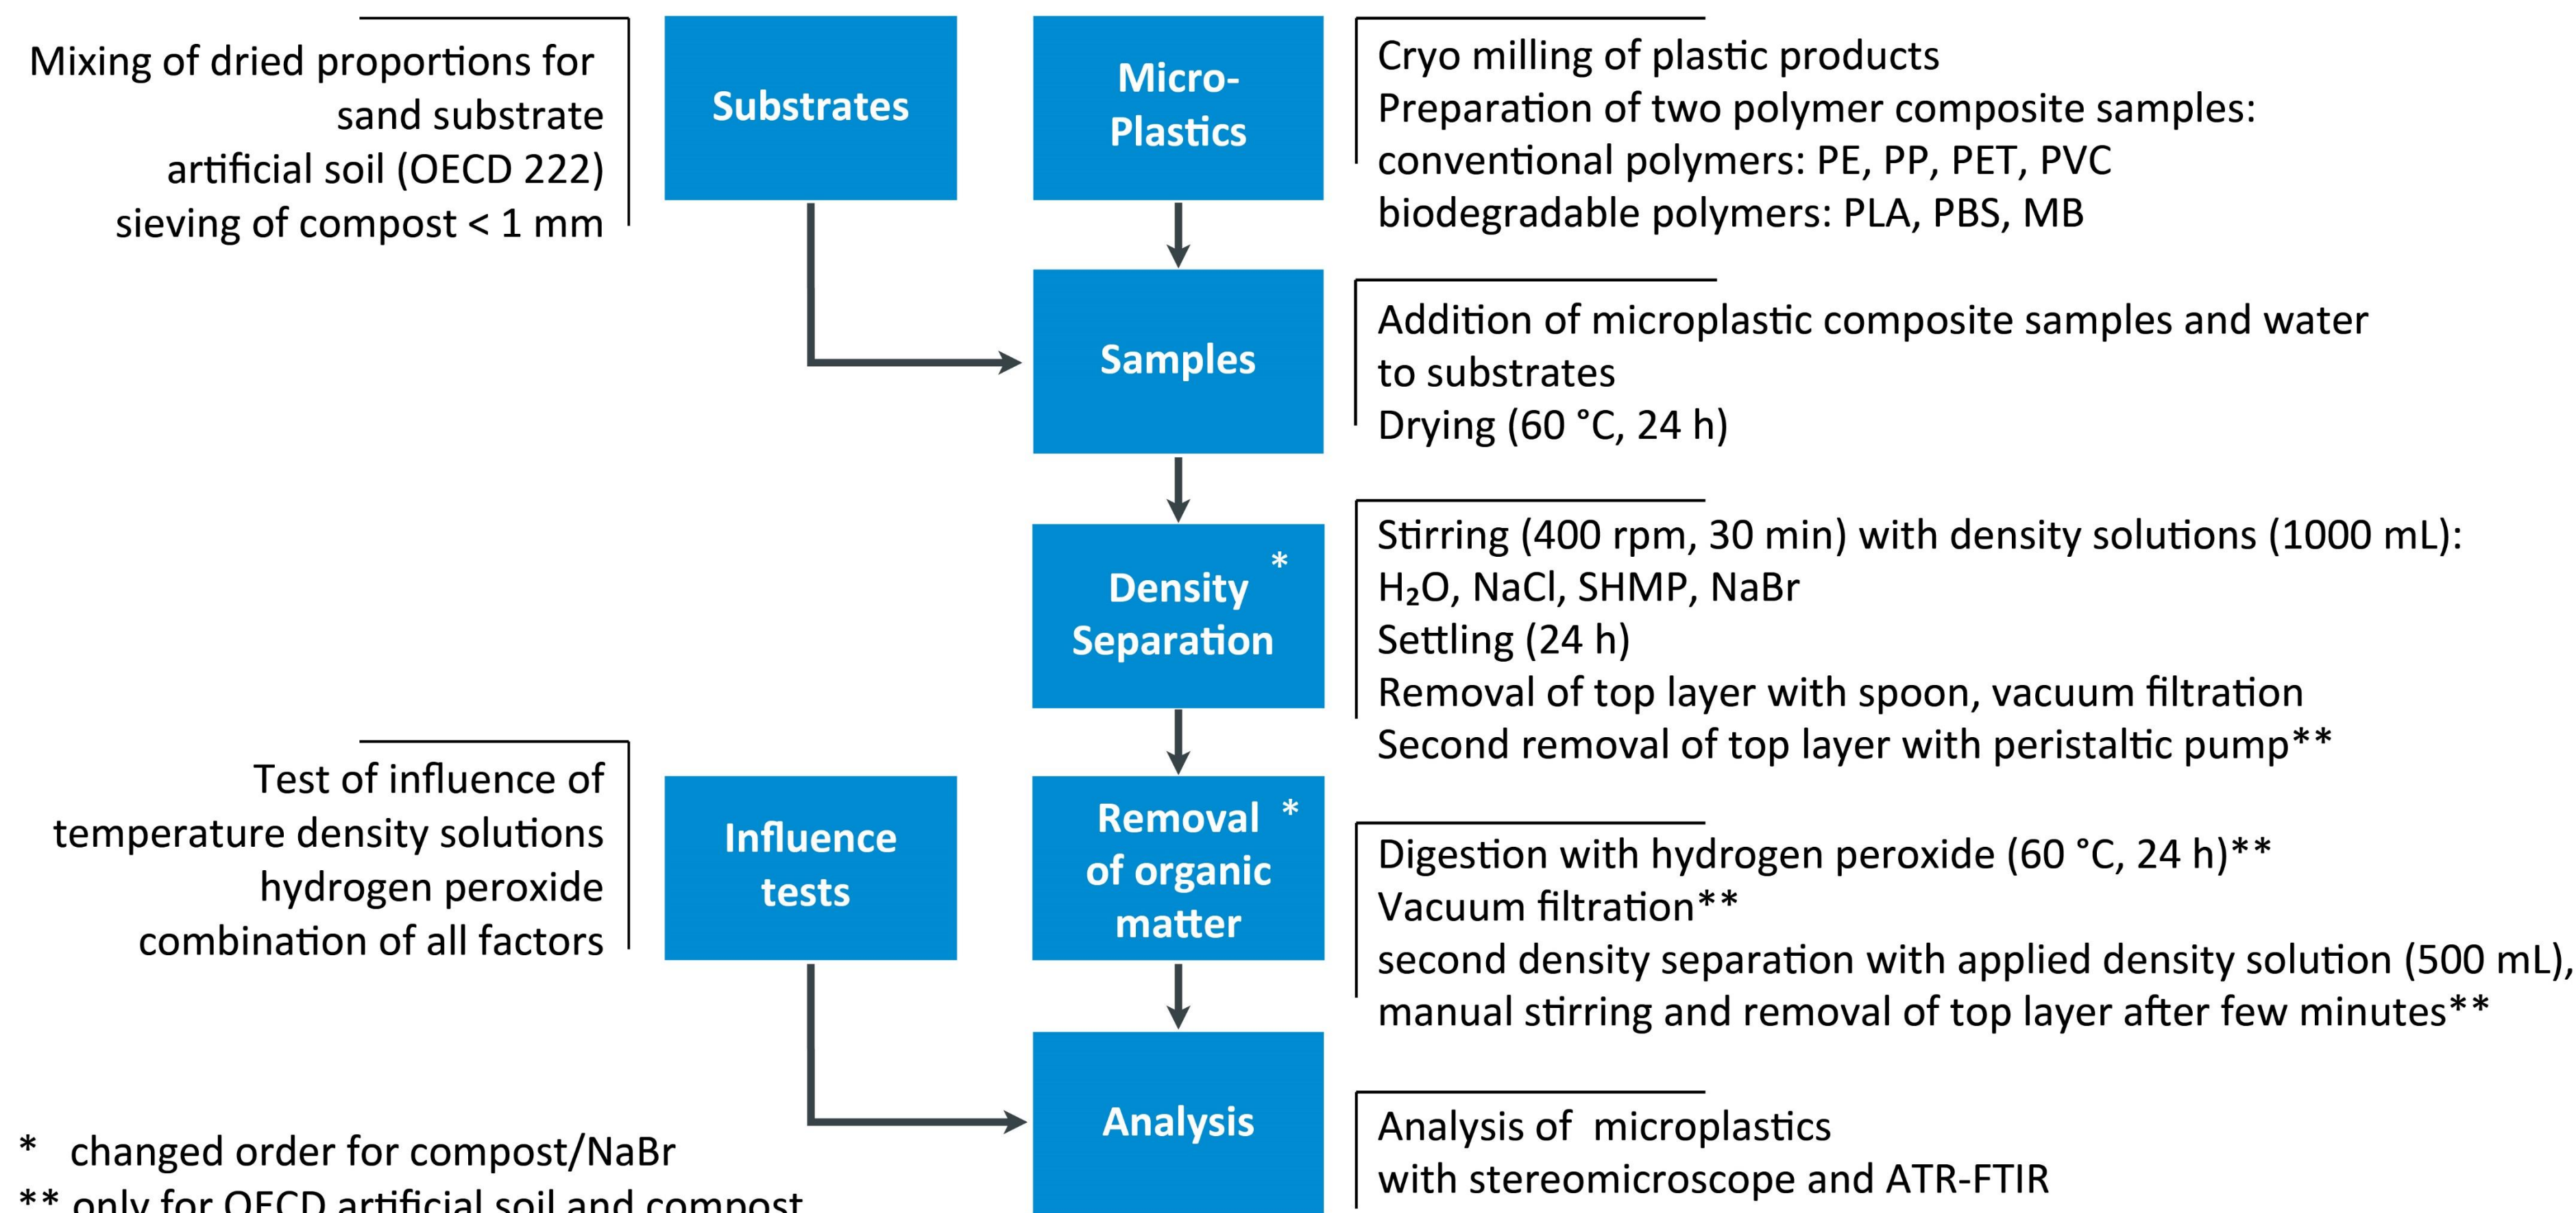 Mixing of dried proportions for
sand substrate
artificial soil (OECD 222)
sieving of compost < 1 mm
Substrates
Micro-
Plastics
Cryo milling of plastic products
Preparation of two polymer composite samples:
conventional polymers: PE, PP, PET, PVC
biodegradable polymers: PLA, PBS, MB
Samples
Addition of microplastic composite samples and water
to substrates
Drying (60 °C, 24 h)
Density *
Separation
Stirring (400 rpm, 30 min) with density solutions (1000 mL):
H₂O, NaCl, SHMP, NaBr
Settling (24 h)
Removal of top layer with spoon, vacuum filtration
Second removal of top layer with peristaltic pump**
Test of influence of
temperature density solutions
hydrogen peroxide
combination of all factors
Influence
tests
Removal *
of organic
matter
Digestion with hydrogen peroxide (60 °C, 24 h)**
Vacuum filtration**
second density separation with applied density solution (500 mL),
manual stirring and removal of top layer after few minutes**
Analysis
Analysis of microplastics
with stereomicroscope and ATR-FTIR
* changed order for compost/NaBr
** only for OECD artificial soil and compost